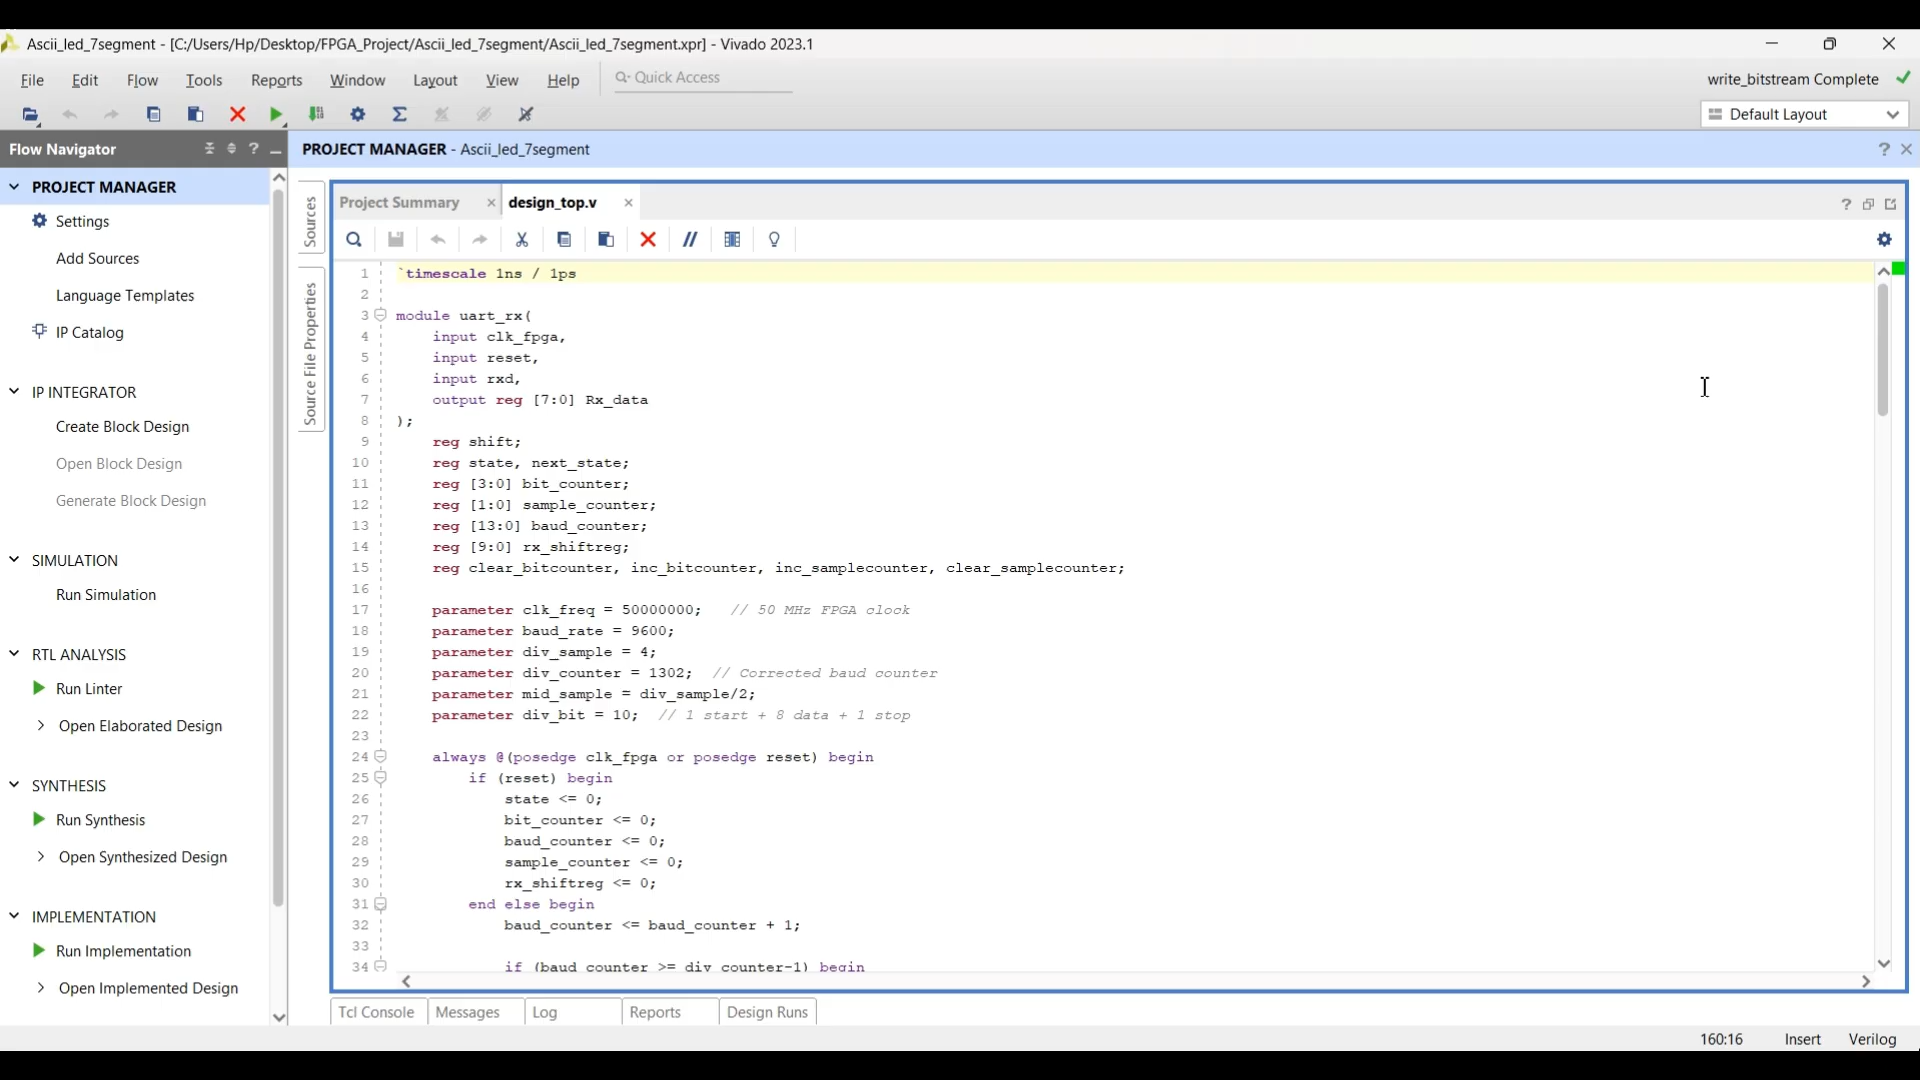 Ascii_led_7segment - [C:/Users/Hp/Desktop/FPGA_Project/Ascii_led_7segment/Ascii_led_7segment.xpr] - Vivado 2023.1
File Edit Flow Tools Reports Window Layout View Help Quick Access
write_bitstream Complete
Default Layout
Flow Navigator
PROJECT MANAGER - Ascii_led_7segment
PROJECT MANAGER
Settings
Add Sources
Language Templates
IP Catalog
IP INTEGRATOR
Create Block Design
Open Block Design
Generate Block Design
SIMULATION
Run Simulation
RTL ANALYSIS
Run Linter
Open Elaborated Design
SYNTHESIS
Run Synthesis
Open Synthesized Design
IMPLEMENTATION
Run Implementation
Open Implemented Design
Sources
Source File Properties
Project Summary
design_top.v
1 `timescale 1ns / 1ps
2
3 module uart_rx(
4 input clk_fpga,
5 input reset,
6 input rxd,
7 output reg [7:0] Rx_data
8 );
9 reg shift;
10 reg state, next_state;
11 reg [3:0] bit_counter;
12 reg [1:0] sample_counter;
13 reg [13:0] baud_counter;
14 reg [9:0] rx_shiftreg;
15 reg clear_bitcounter, inc_bitcounter, inc_samplecounter, clear_samplecounter;
16
17 parameter clk_freq = 50000000; // 50 MHz FPGA clock
18 parameter baud_rate = 9600;
19 parameter div_sample = 4;
20 parameter div_counter = 1302; // Corrected baud counter
21 parameter mid_sample = div_sample/2;
22 parameter div_bit = 10; // 1 start + 8 data + 1 stop
23
24 always @(posedge clk_fpga or posedge reset) begin
25 if (reset) begin
26 state <= 0;
27 bit_counter <= 0;
28 baud_counter <= 0;
29 sample_counter <= 0;
30 rx_shiftreg <= 0;
31 end else begin
32 baud_counter <= baud_counter + 1;
33
34 if (baud_counter >= div_counter-1) begin
Tcl Console
Messages
Log
Reports
Design Runs
160:16
Insert
Verilog